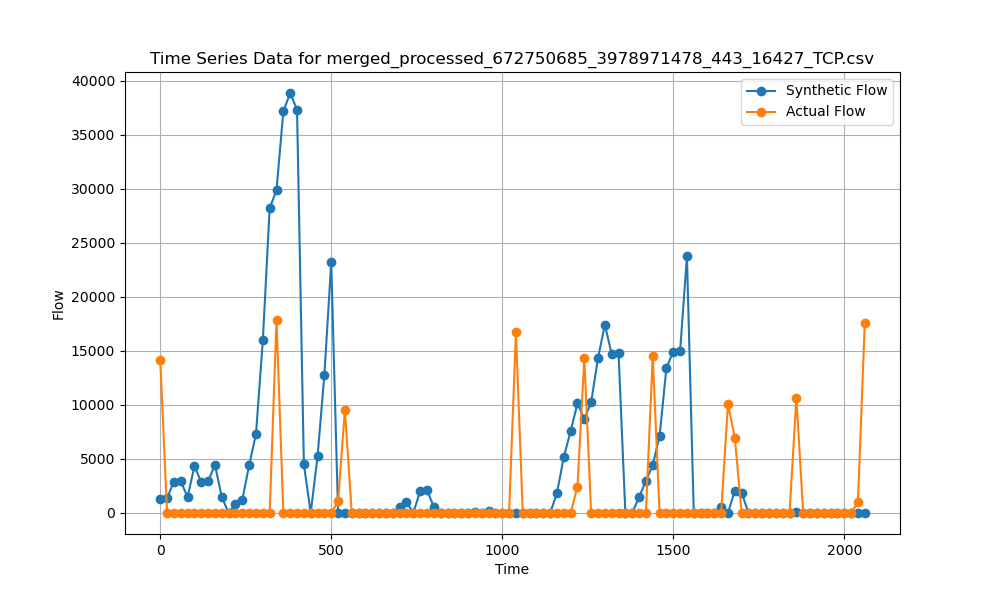 Time Series Data for merged_processed_672750685_3978971478_443_16427_TCP.csv
Synthetic Flow
Actual Flow
40000
35000
30000
25000
20000
15000
10000
5000
0
Flow
0 500 1000 1500 2000
Time